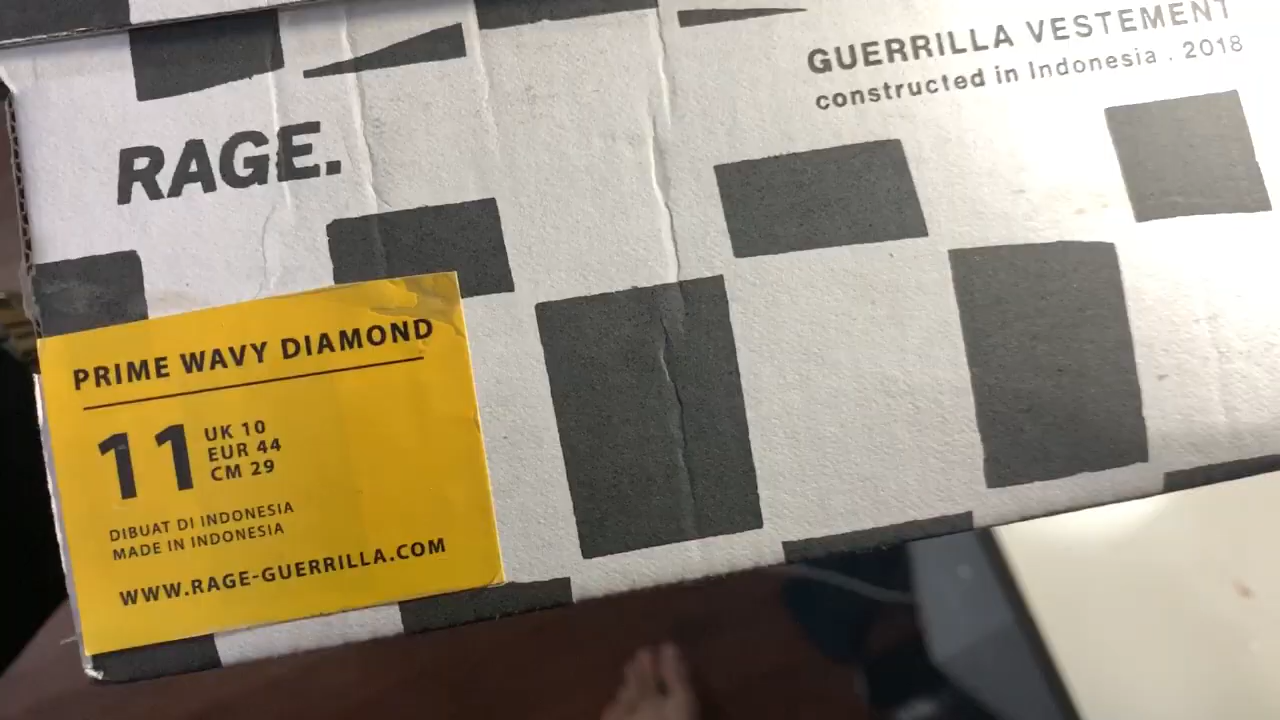 GUERRILLA VESTEMENT
constructed in Indonesia . 2018
RAGE.
PRIME WAVY DIAMOND
11
UK 10
EUR 44
CM 29
DIBUAT DI INDONESIA
MADE IN INDONESIA
WWW.RAGE-GUERRILLA.COM